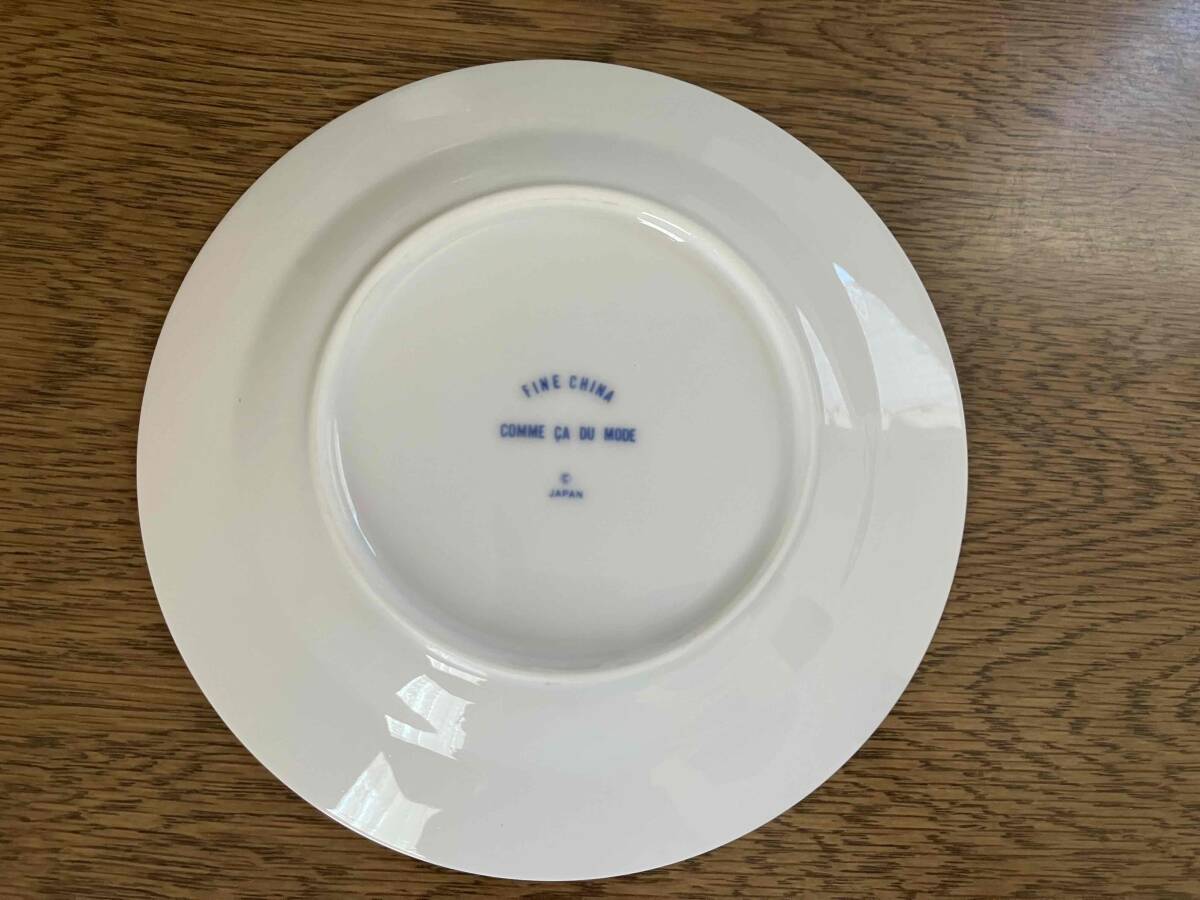 FINE CHINA
COMME ÇA DU MODE
©
JAPAN